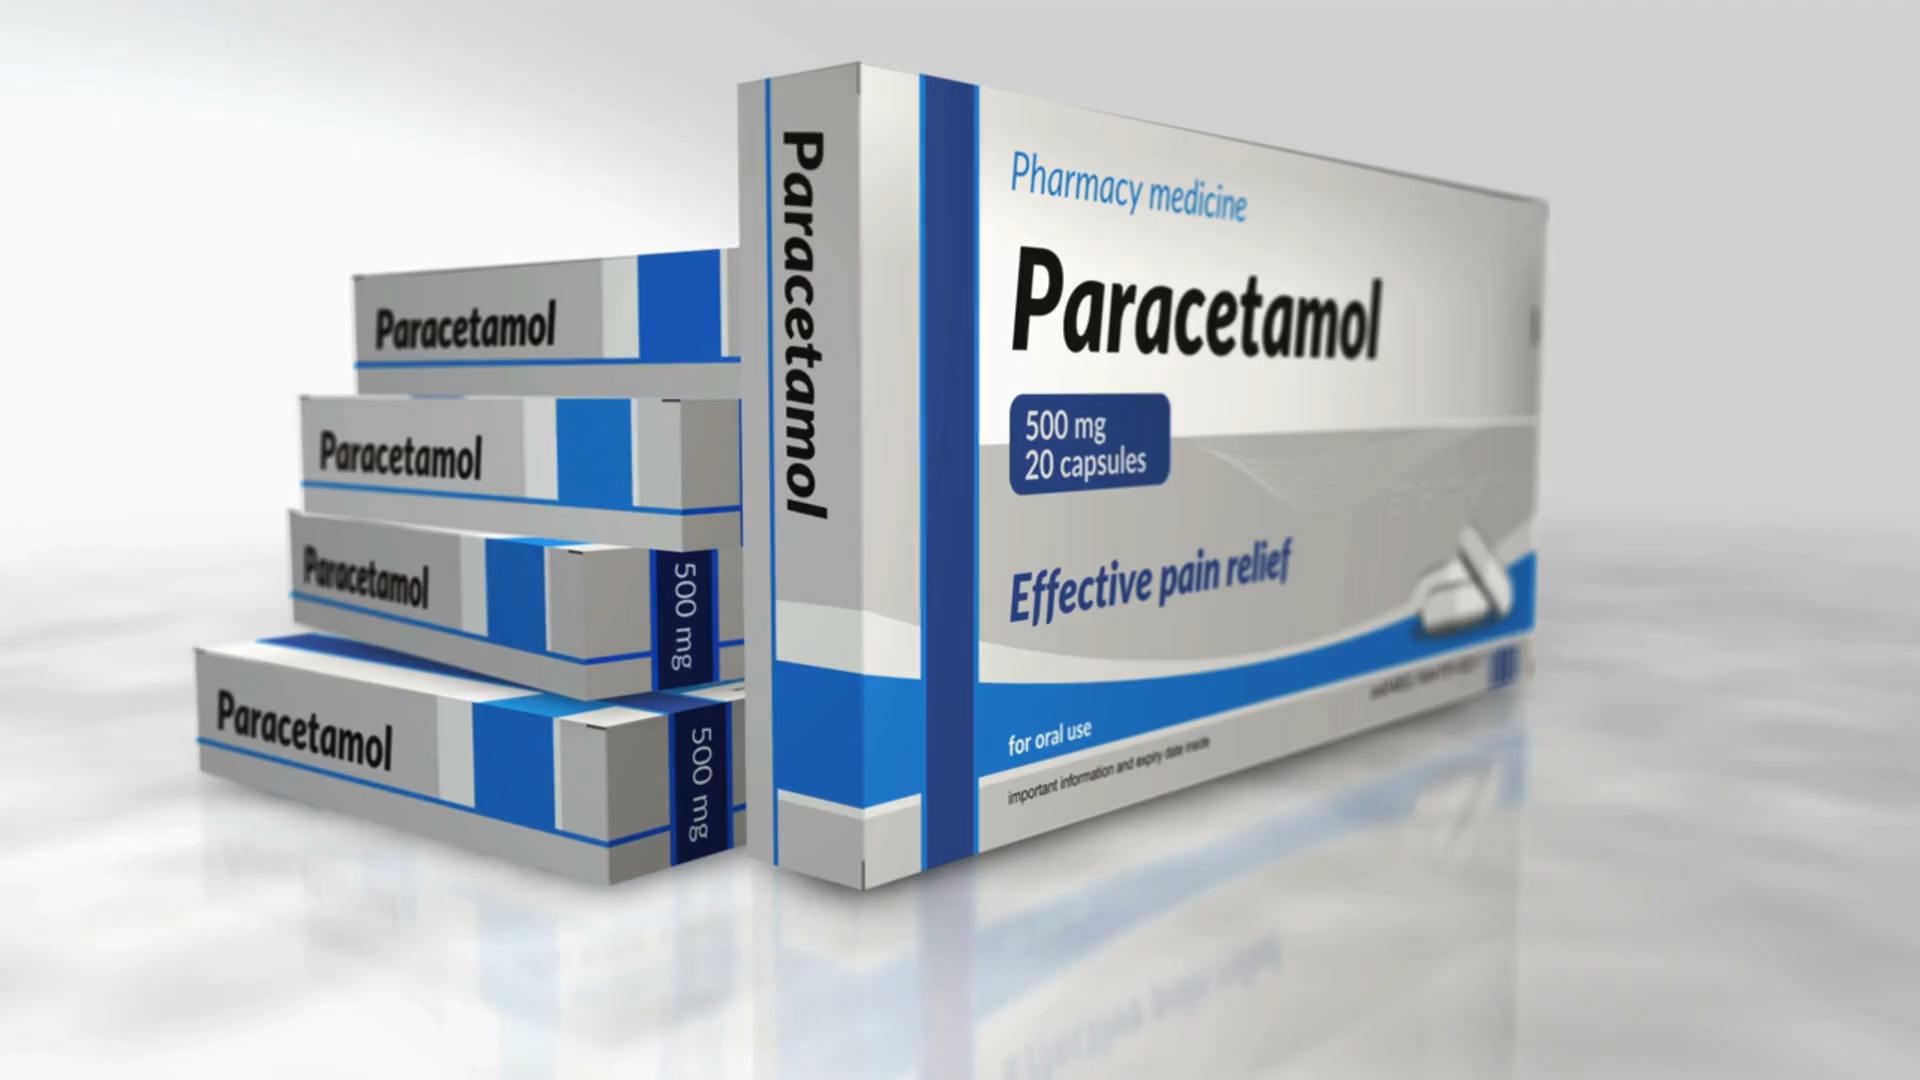 Pharmacy medicine
Paracetamol
500 mg
20 capsules
Effective pain relief
for oral use
important information and expiry date inside
Paracetamol
Paracetamol
Paracetamol
Paracetamol
500 mg
Paracetamol
500 mg